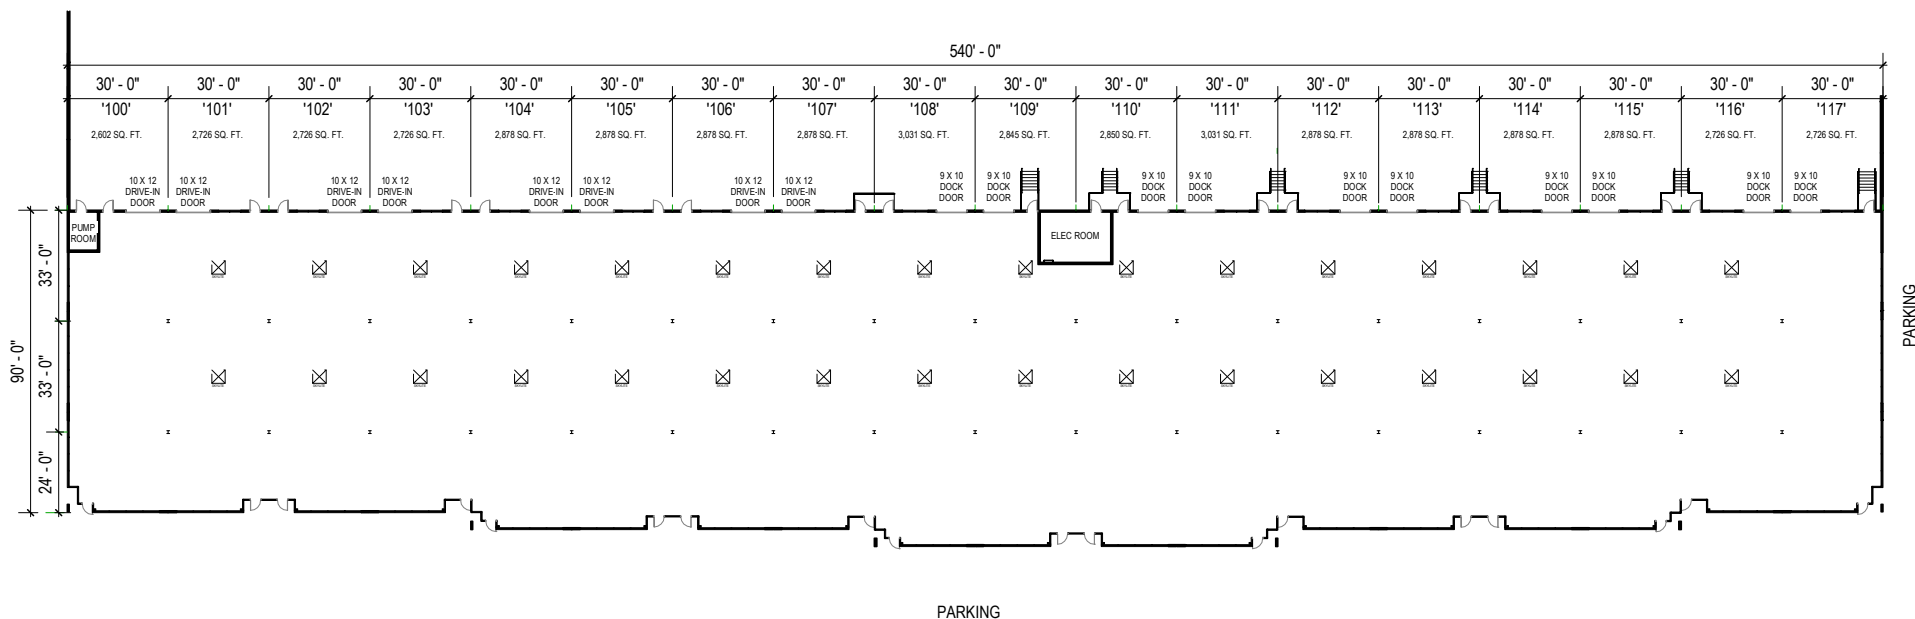 540' - 0"
30' - 0" 30' - 0" 30' - 0" 30' - 0" 30' - 0" 30' - 0" 30' - 0" 30' - 0" 30' - 0" 30' - 0" 30' - 0" 30' - 0" 30' - 0" 30' - 0" 30' - 0" 30' - 0" 30' - 0" 30' - 0"
'100' '101' '102' '103' '104' '105' '106' '107' '108' '109' '110' '111' '112' '113' '114' '115' '116' '117'
2,602 SQ. FT. 2,726 SQ. FT. 2,726 SQ. FT. 2,726 SQ. FT. 2,878 SQ. FT. 2,878 SQ. FT. 2,878 SQ. FT. 2,878 SQ. FT. 3,031 SQ. FT. 2,845 SQ. FT. 2,850 SQ. FT. 3,031 SQ. FT. 2,878 SQ. FT. 2,878 SQ. FT. 2,878 SQ. FT. 2,878 SQ. FT. 2,726 SQ. FT. 2,726 SQ. FT.
10 X 12 10 X 12 10 X 12 10 X 12 10 X 12 10 X 12 10 X 12 10 X 12 9 X 10 9 X 10 9 X 10 9 X 10 9 X 10 9 X 10 9 X 10 9 X 10 9 X 10 9 X 10
DRIVE-IN DRIVE-IN DRIVE-IN DRIVE-IN DRIVE-IN DRIVE-IN DRIVE-IN DRIVE-IN DOCK DOCK DOCK DOCK DOCK DOCK DOCK DOCK DOCK DOCK
DOOR DOOR DOOR DOOR DOOR DOOR DOOR DOOR DOOR DOOR DOOR DOOR DOOR DOOR DOOR DOOR DOOR DOOR
PUMP
ROOM
ELEC ROOM
33' - 0"
33' - 0"
24' - 0"
90' - 0"
PARKING
PARKING